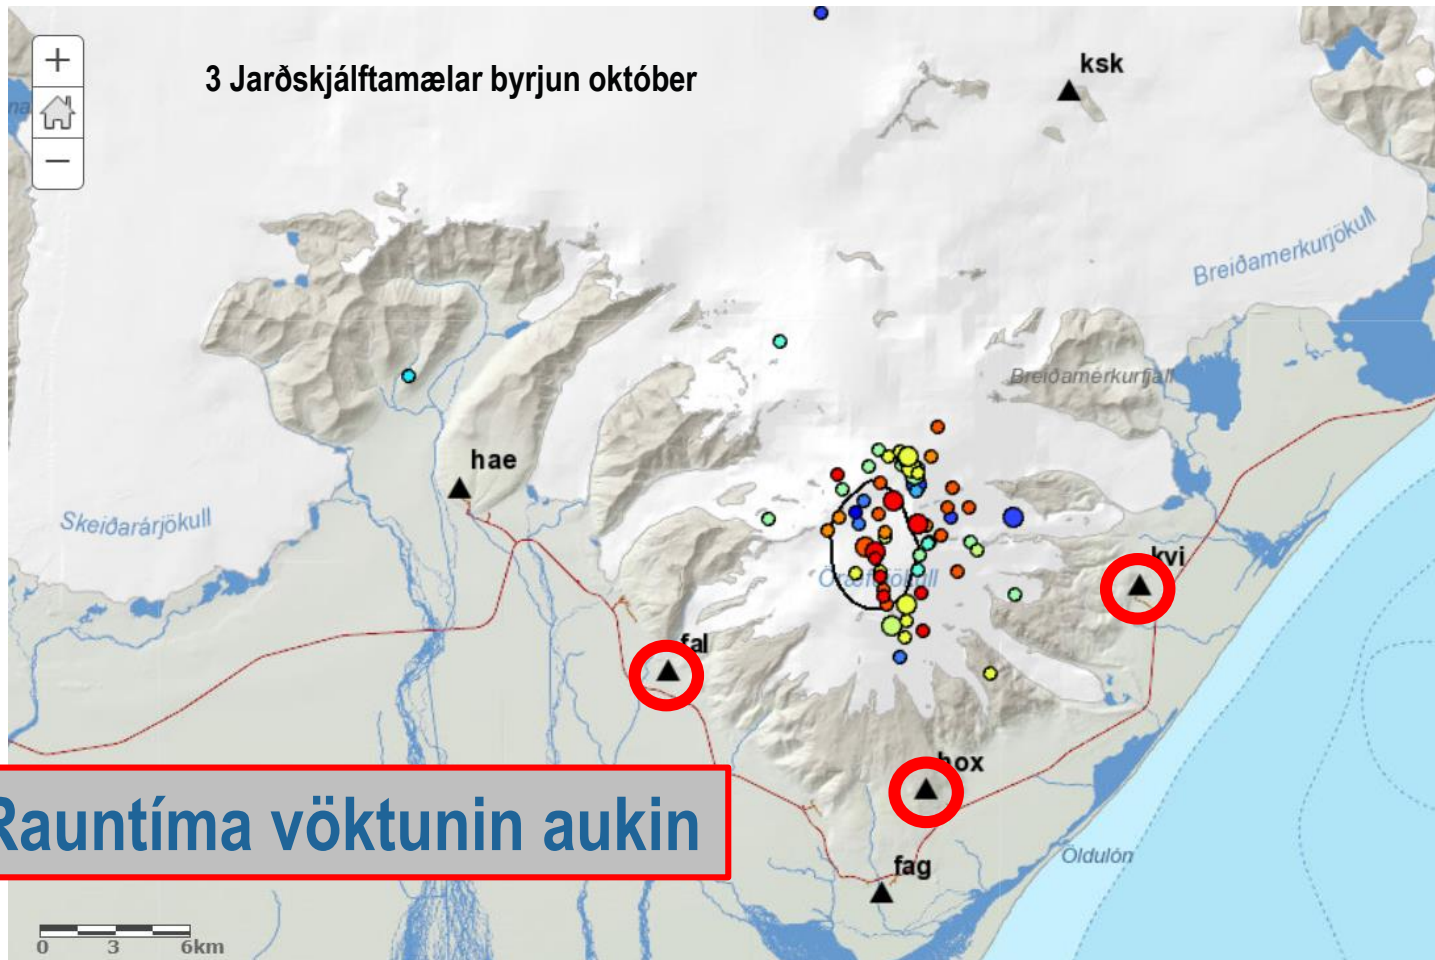 3 Jarðskjálftamælar byrjun október
ksk
Breiðamerkurjökull
Breiðamerkurfjall
hae
Skeiðarárjökull
Öræfajökull
kvi
fal
hox
Rauntíma vöktunin aukin
fag
Öldulón
0 3 6km